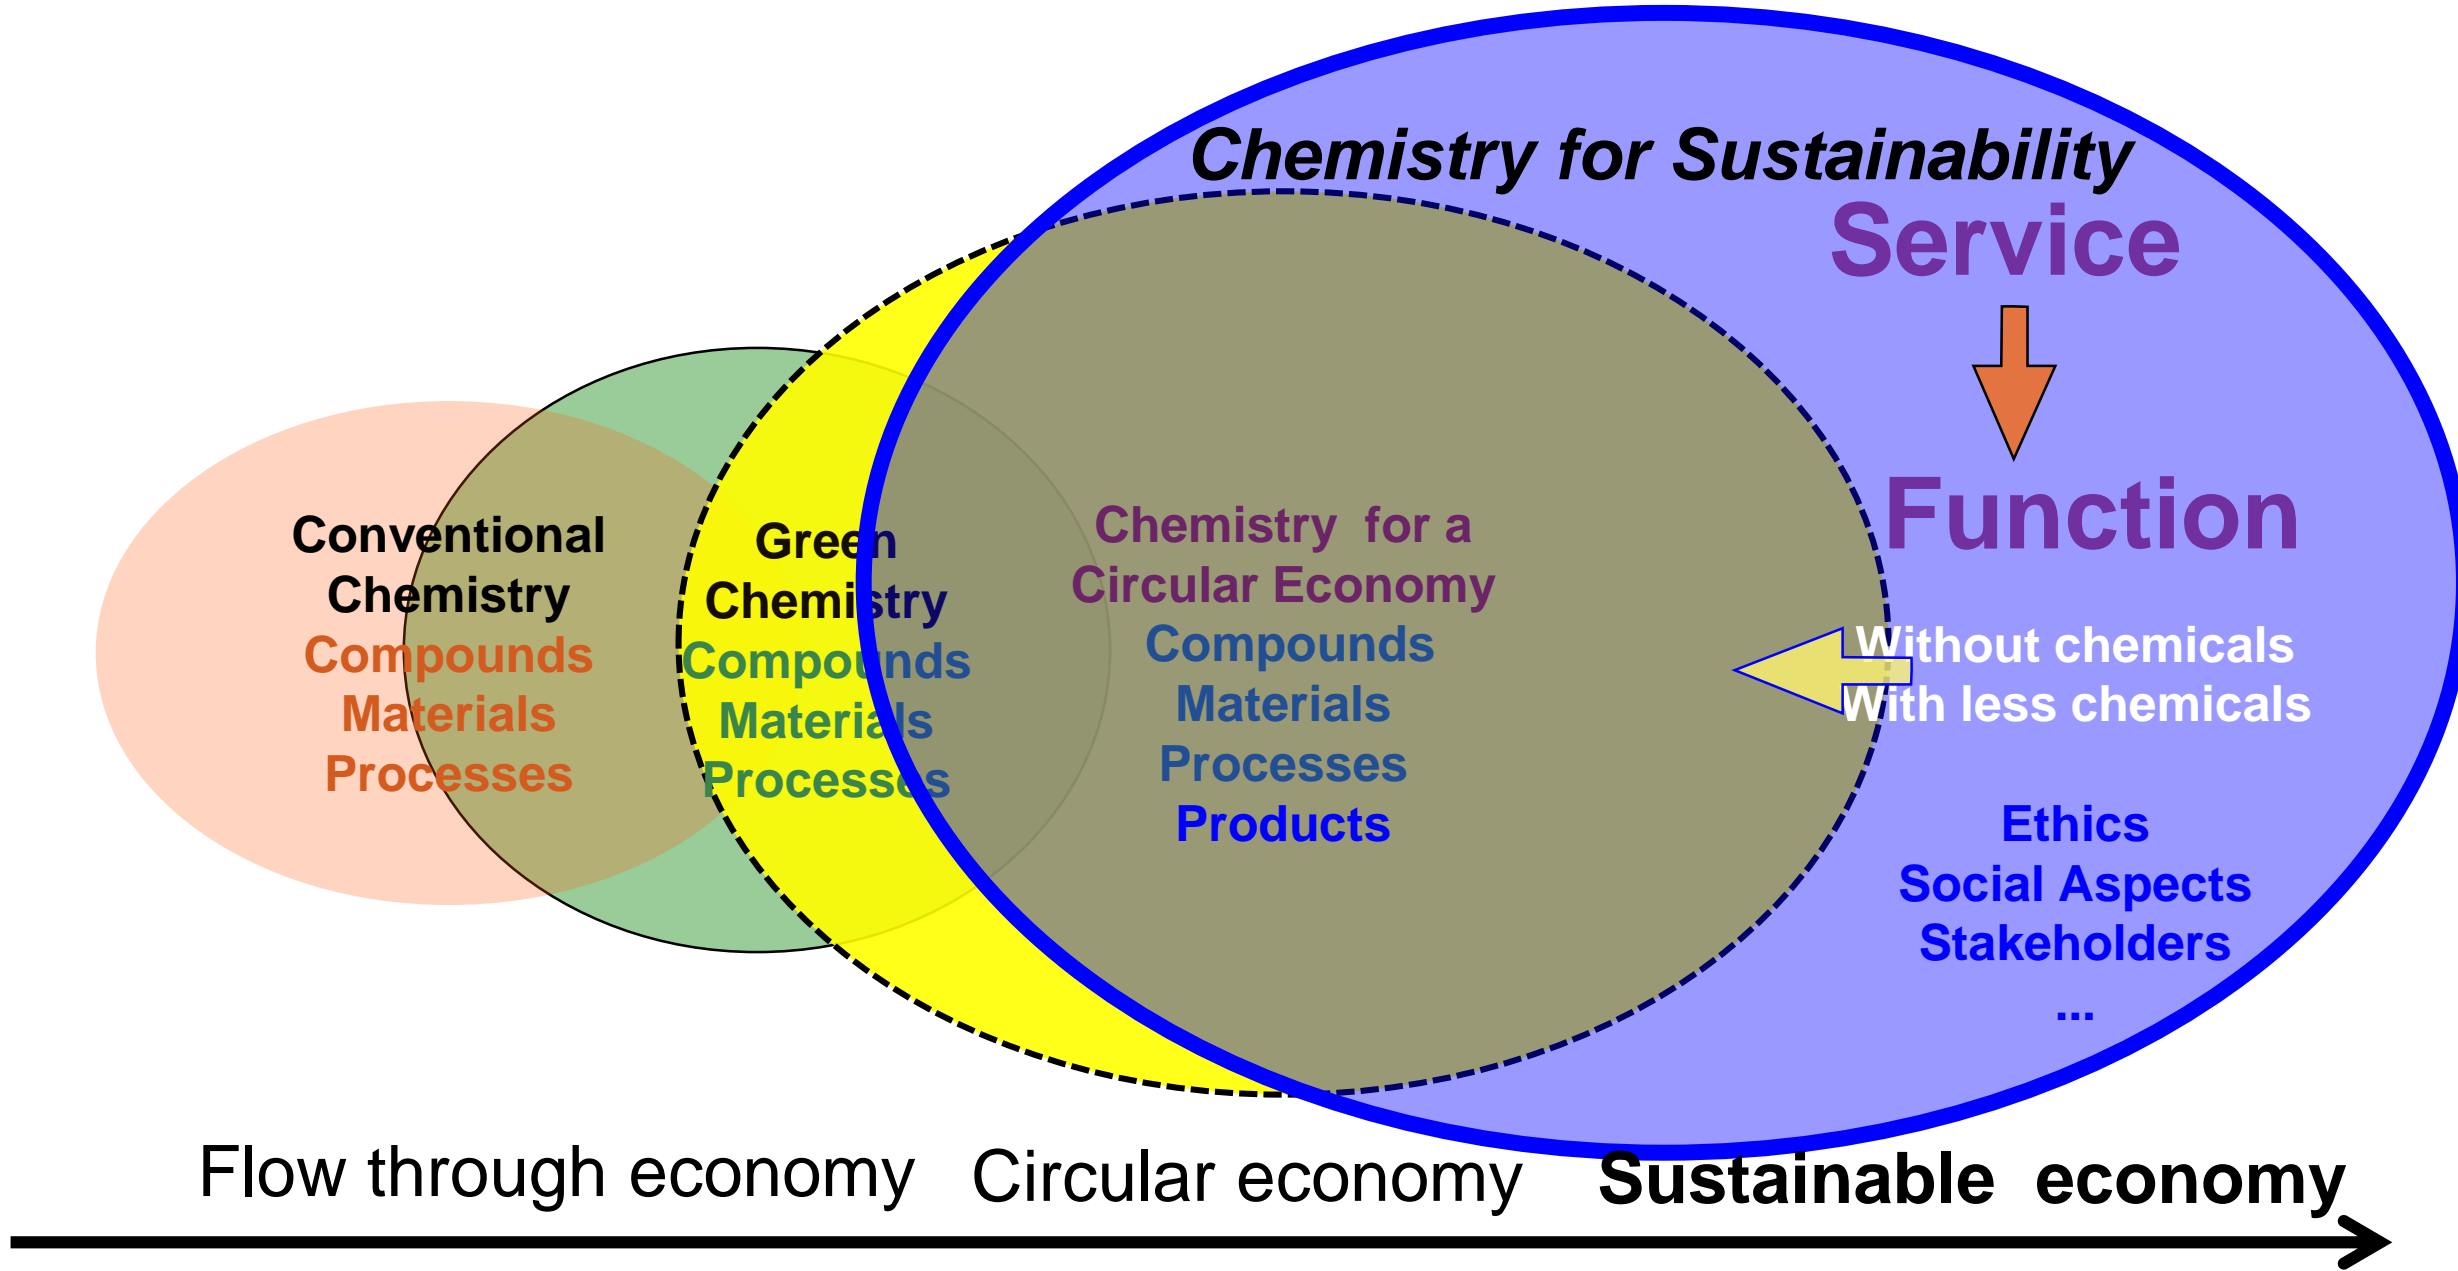 Chemistry for Sustainability
Service
Function
Without chemicals
With less chemicals
Ethics
Social Aspects
Stakeholders
...
Conventional
Chemistry
Compounds
Materials
Processes
Green
Chemistry
Compounds
Materials
Processes
Chemistry for a
Circular Economy
Compounds
Materials
Processes
Products
Flow through economy
Circular economy
Sustainable economy